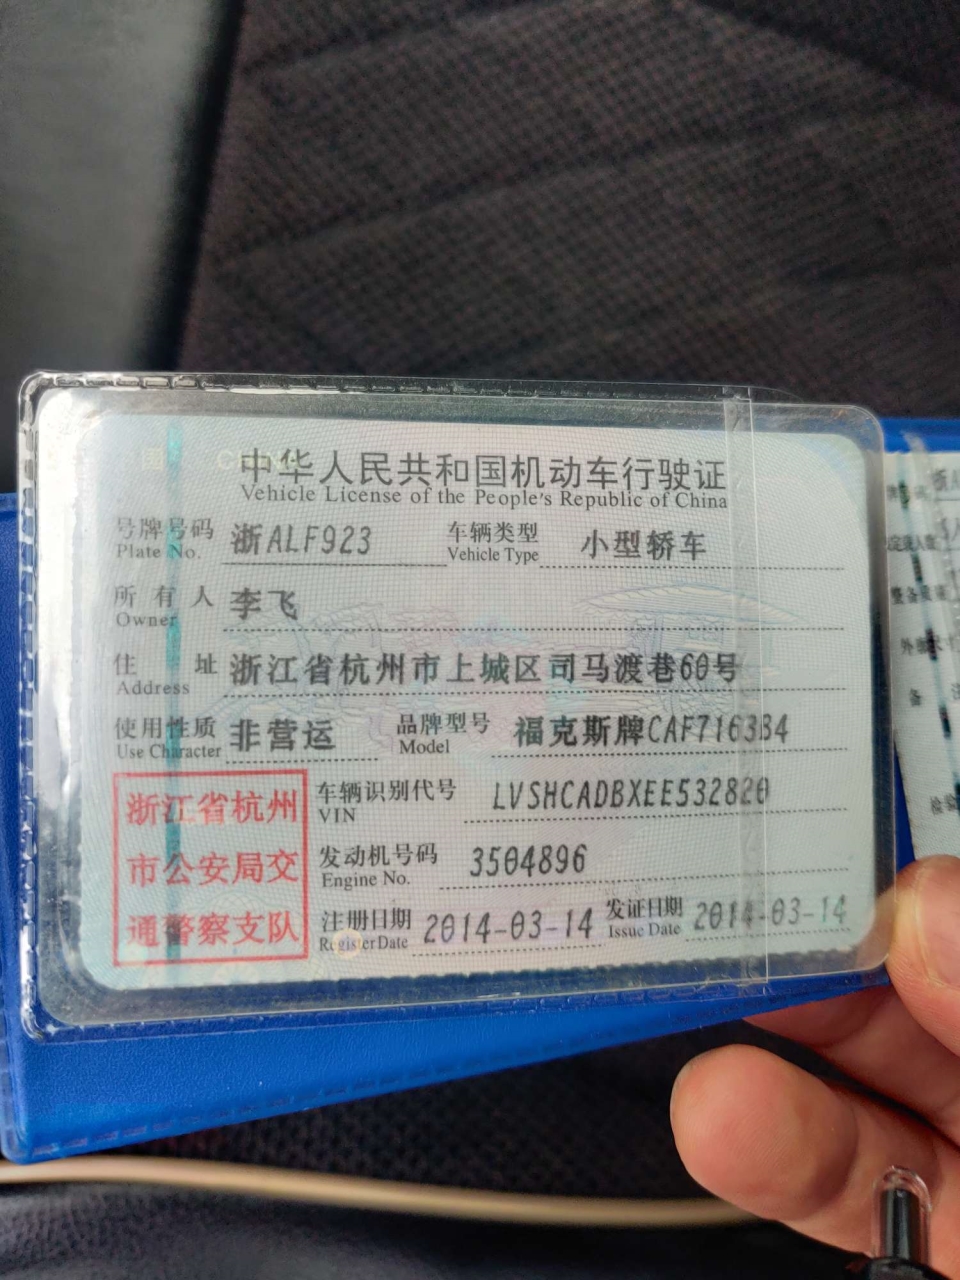 中华人民共和国机动车行驶证
Vehicle License of the People's Republic of China
号牌号码 浙ALF923 车辆类型 小型轿车
Plate No. Vehicle Type
所有人 李飞
Owner
住址 浙江省杭州市上城区司马渡巷60号
Address
使用性质 非营运 品牌型号 福克斯牌CAF7163B4
Use Character Model
浙江省杭州
市公安局交
通警察支队
车辆识别代号 LVSHCADBXEE532820
VIN
发动机号码 3504896
Engine No.
注册日期 2014-03-14 发证日期 2014-03-14
Register Date Issue Date